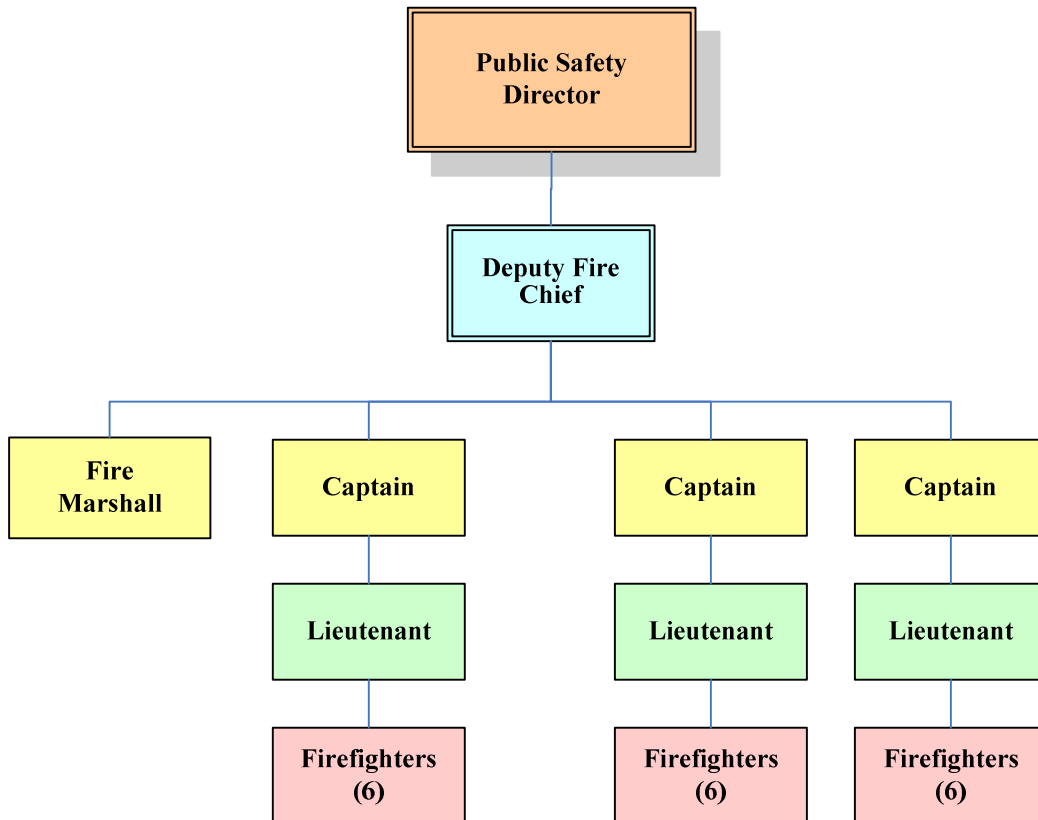 Public Safety
Director
Deputy Fire
Chief
Fire
Marshall
Captain
Captain
Captain
Lieutenant
Lieutenant
Lieutenant
Firefighters
(6)
Firefighters
(6)
Firefighters
(6)